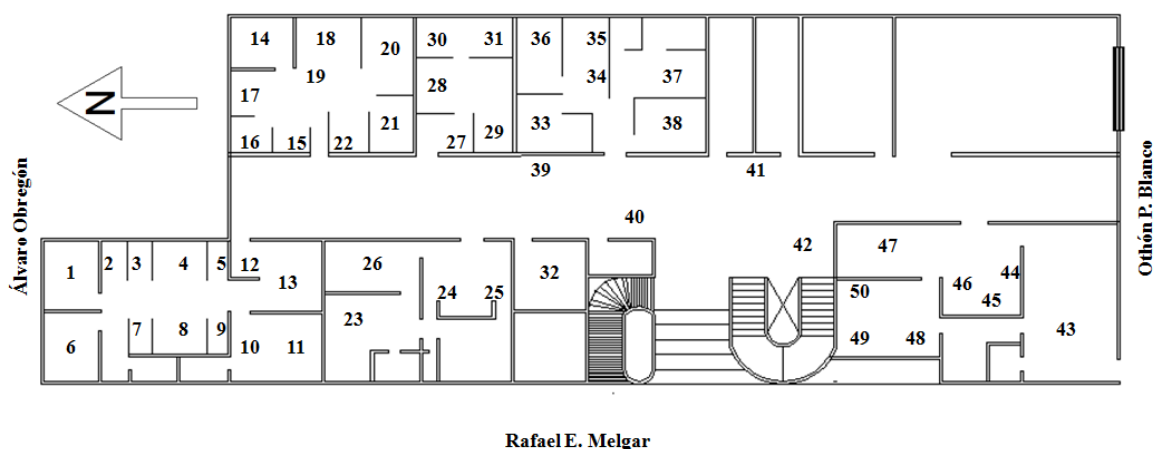 14 18 20 30 31 36 35
19 34 37
17 28
16 15 22 21 27 29 33 38
N
39 41
Álvaro Obregón
Othón P. Blanco
40 42
1 2 3 4 5 12 13 26 32 47 46 44
24 25 50 45
6 7 8 9 10 11 23 49 48 43
Rafael E. Melgar